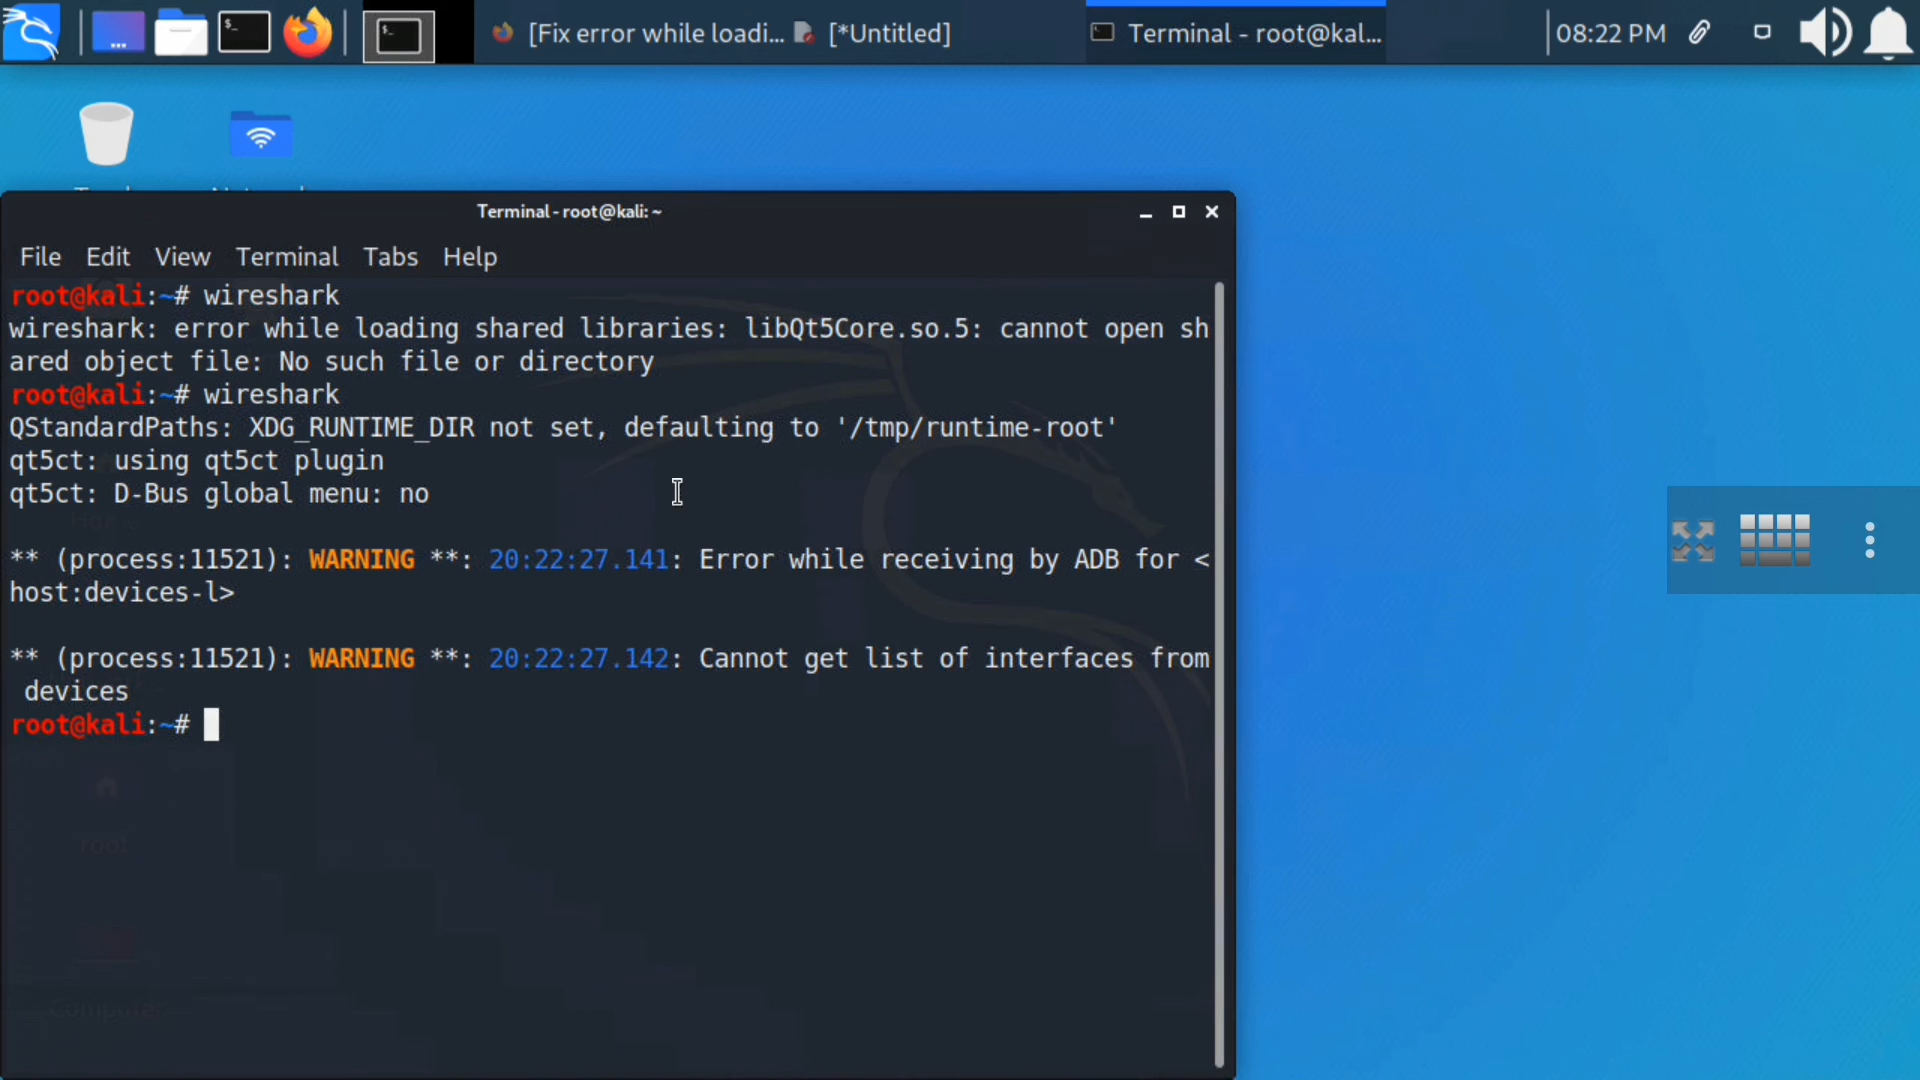 [Fix error while loadi... [*Untitled] Terminal - root@kal... 08:22 PM
Terminal - root@kali: ~
File Edit View Terminal Tabs Help
root@kali:~# wireshark
wireshark: error while loading shared libraries: libQt5Core.so.5: cannot open sh
ared object file: No such file or directory
root@kali:~# wireshark
QStandardPaths: XDG_RUNTIME_DIR not set, defaulting to '/tmp/runtime-root'
qt5ct: using qt5ct plugin
qt5ct: D-Bus global menu: no
** (process:11521): WARNING **: 20:22:27.141: Error while receiving by ADB for <
host:devices-l>
** (process:11521): WARNING **: 20:22:27.142: Cannot get list of interfaces from
devices
root@kali:~#
root
Computer